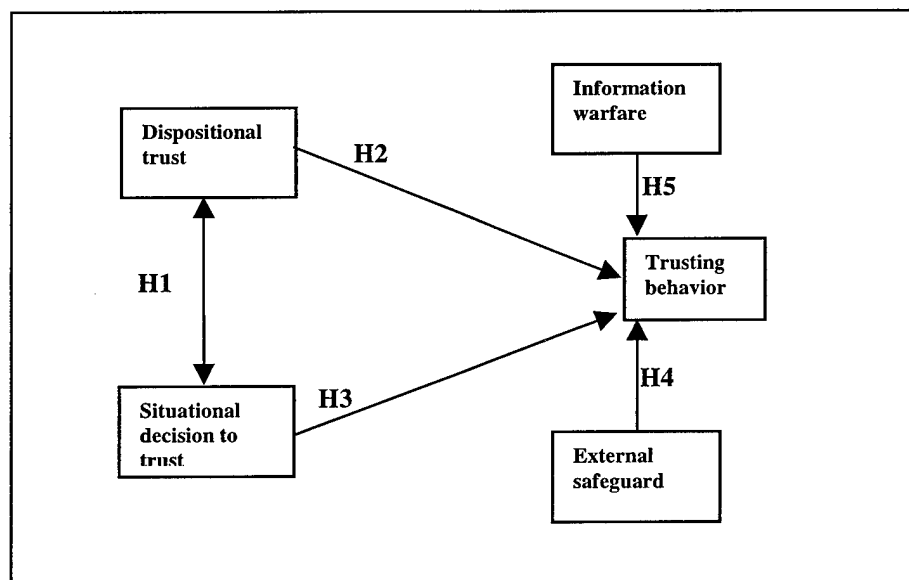 Information
warfare
Dispositional
trust
H2
H5
Trusting
behavior
H1
H3
H4
Situational
decision to
trust
External
safeguard